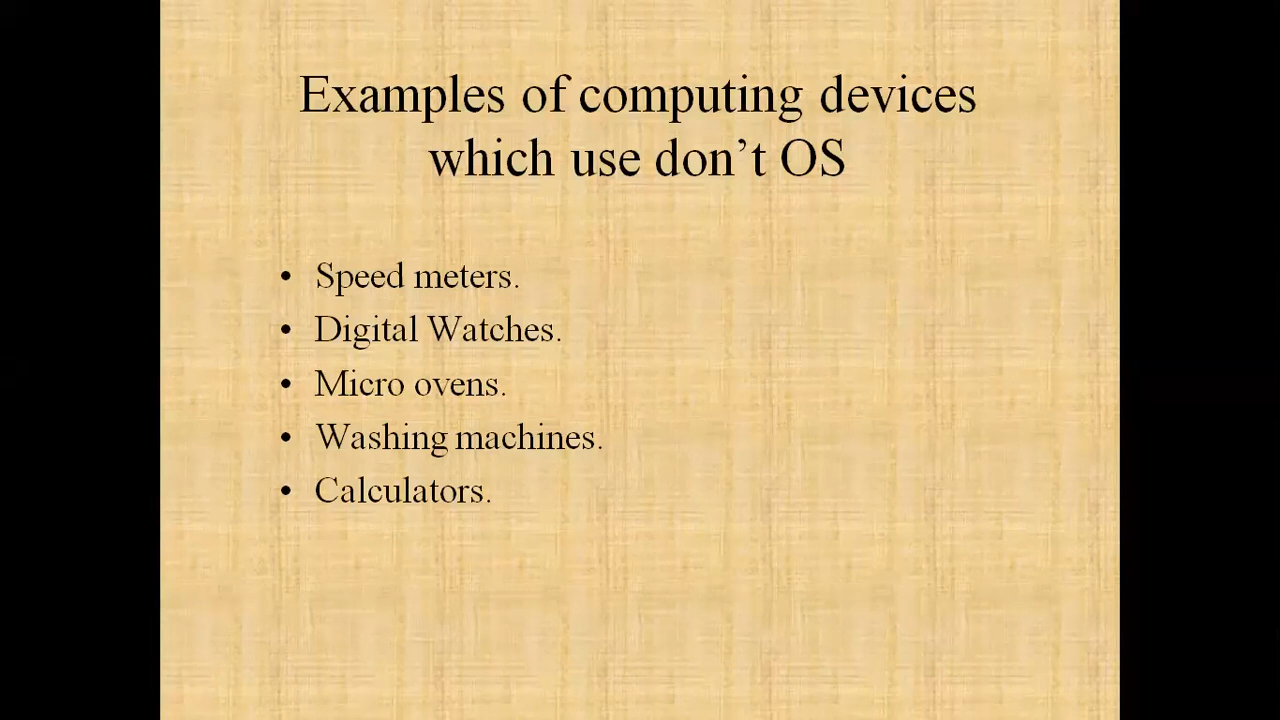 Examples of computing devices
which use don’t OS
• Speed meters.
• Digital Watches.
• Micro ovens.
• Washing machines.
• Calculators.